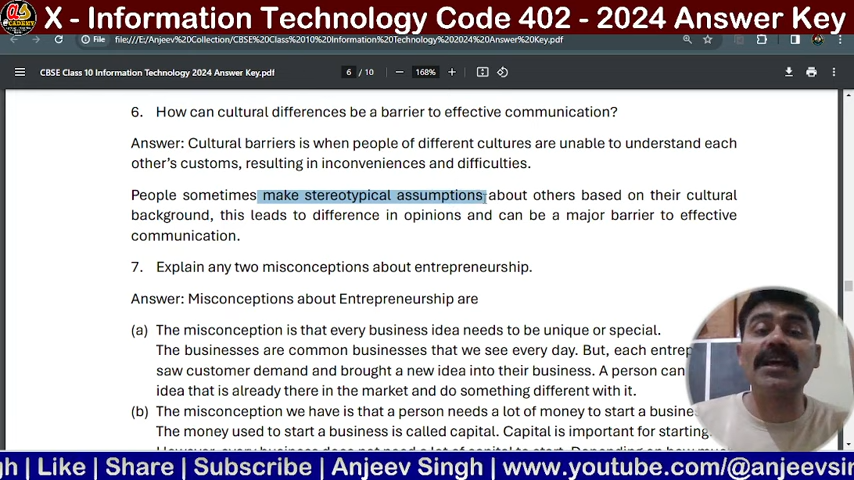 X - Information Technology Code 402 - 2024 Answer Key
ACADEMY
File file:///E:/Anjeev%20Collection/CBSE%20Class%2010%20Information%20Technology%202024%20Answer%20Key.pdf
CBSE Class 10 Information Technology 2024 Answer Key.pdf 6 / 10 — 168% +
6. How can cultural differences be a barrier to effective communication?
Answer: Cultural barriers is when people of different cultures are unable to understand each
other's customs, resulting in inconveniences and difficulties.
People sometimes make stereotypical assumptions about others based on their cultural
background, this leads to difference in opinions and can be a major barrier to effective
communication.
7. Explain any two misconceptions about entrepreneurship.
Answer: Misconceptions about Entrepreneurship are
(a) The misconception is that every business idea needs to be unique or special.
The businesses are common businesses that we see every day. But, each entrep
saw customer demand and brought a new idea into their business. A person can
idea that is already there in the market and do something different with it.
(b) The misconception we have is that a person needs a lot of money to start a busine
The money used to start a business is called capital. Capital is important for starting
gh | Like | Share | Subscribe | Anjeev Singh | www.youtube.com/@anjeevsin